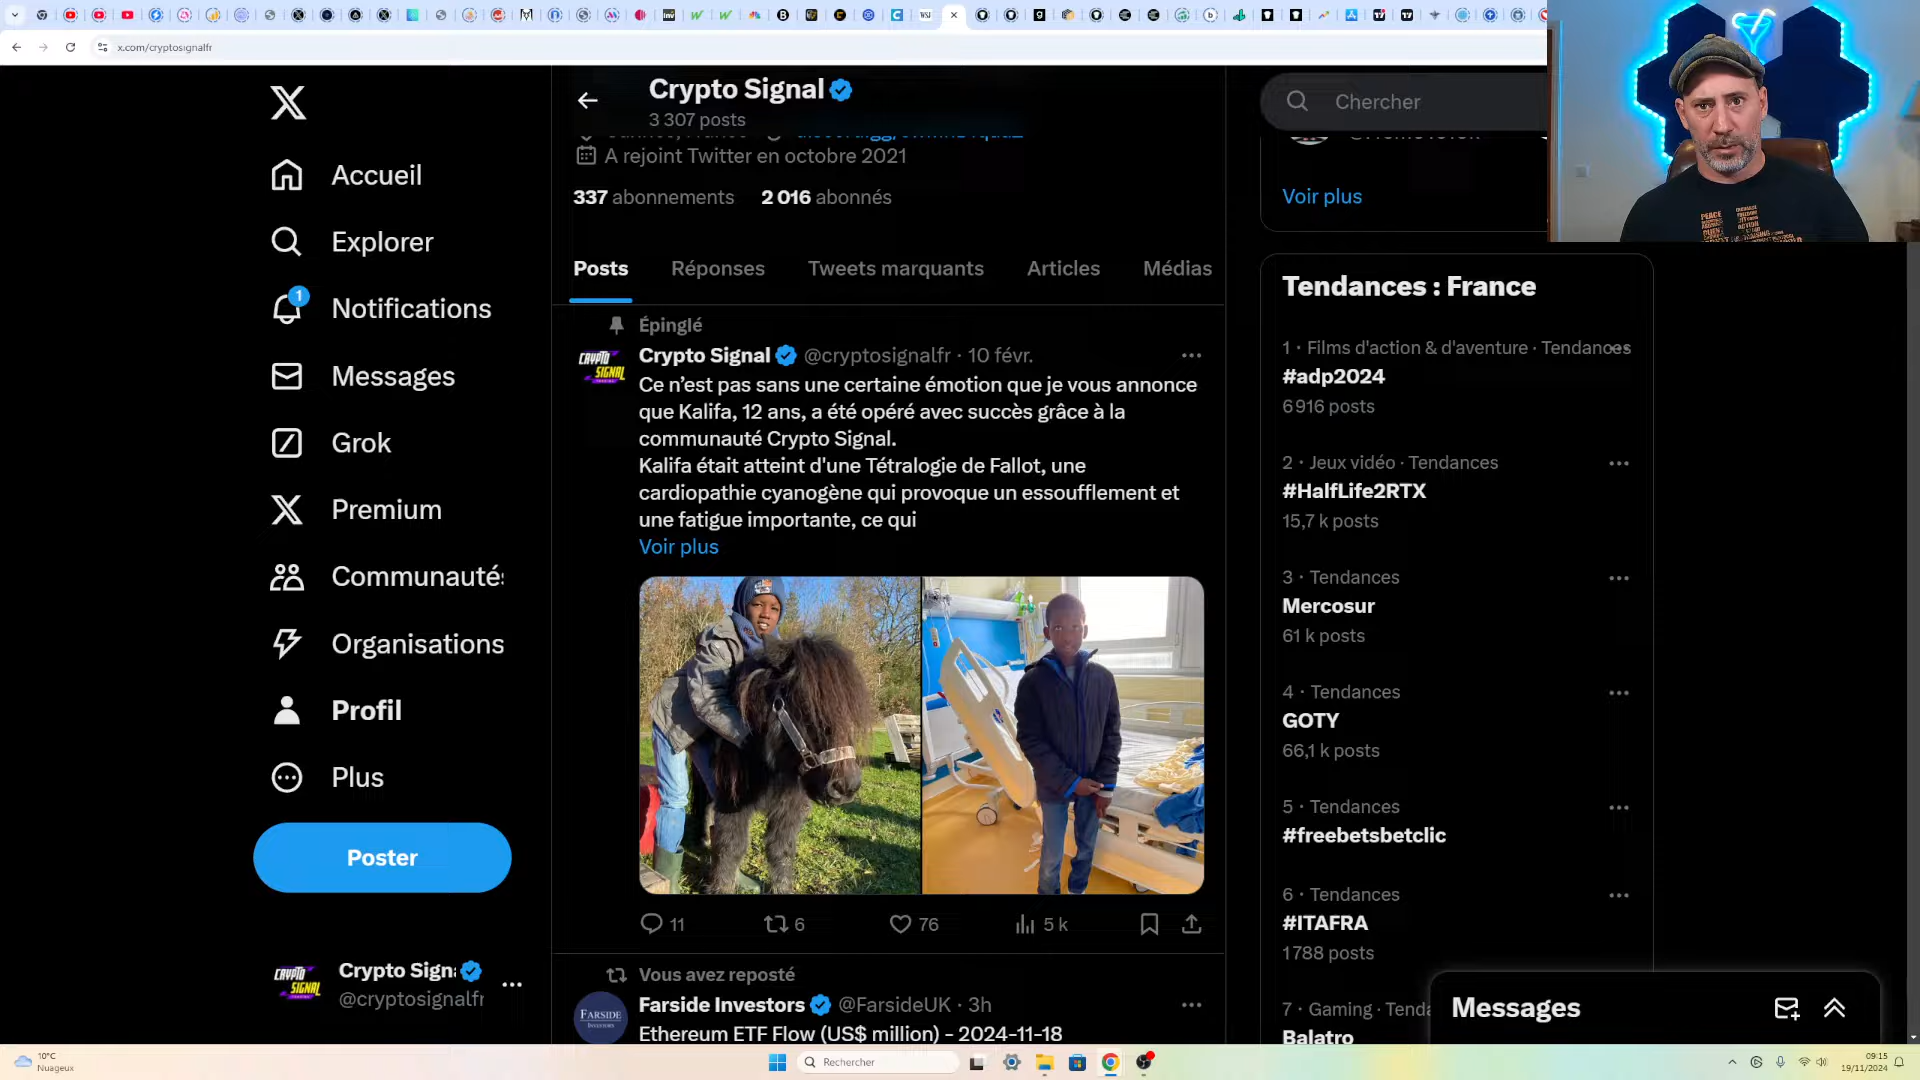 x.com/cryptosignalfr
Accueil
Explorer
1
Notifications
Messages
Grok
Premium
Communautés
Organisations
Profil
Plus
Poster
Crypto Sign
@cryptosignalfr
Crypto Signal
3 307 posts
A rejoint Twitter en octobre 2021
337 abonnements 2 016 abonnés
Posts Réponses Tweets marquants Articles Médias
Épinglé
CRYPTO SIGNAL
Crypto Signal @cryptosignalfr · 10 févr.
Ce n’est pas sans une certaine émotion que je vous annonce
que Kalifa, 12 ans, a été opéré avec succès grâce à la
communauté Crypto Signal.
Kalifa était atteint d'une Tétralogie de Fallot, une
cardiopathie cyanogène qui provoque un essoufflement et
une fatigue importante, ce qui
Voir plus
11 6 76 5 k
Vous avez reposté
FARSIDE
Farside Investors @FarsideUK · 3h
Ethereum ETF Flow (US$ million) – 2024-11-18
Chercher
Voir plus
Tendances : France
1 · Films d'action & d'aventure · Tendances
#adp2024
6 916 posts
2 · Jeux vidéo · Tendances
#HalfLife2RTX
15,7 k posts
3 · Tendances
Mercosur
61 k posts
4 · Tendances
GOTY
66,1 k posts
5 · Tendances
#freebetsbetclic
6 · Tendances
#ITAFRA
1 788 posts
7 · Gaming · Tend
Balatro
Messages
10°C
Nuageux
Rechercher
09:15
19/11/2024